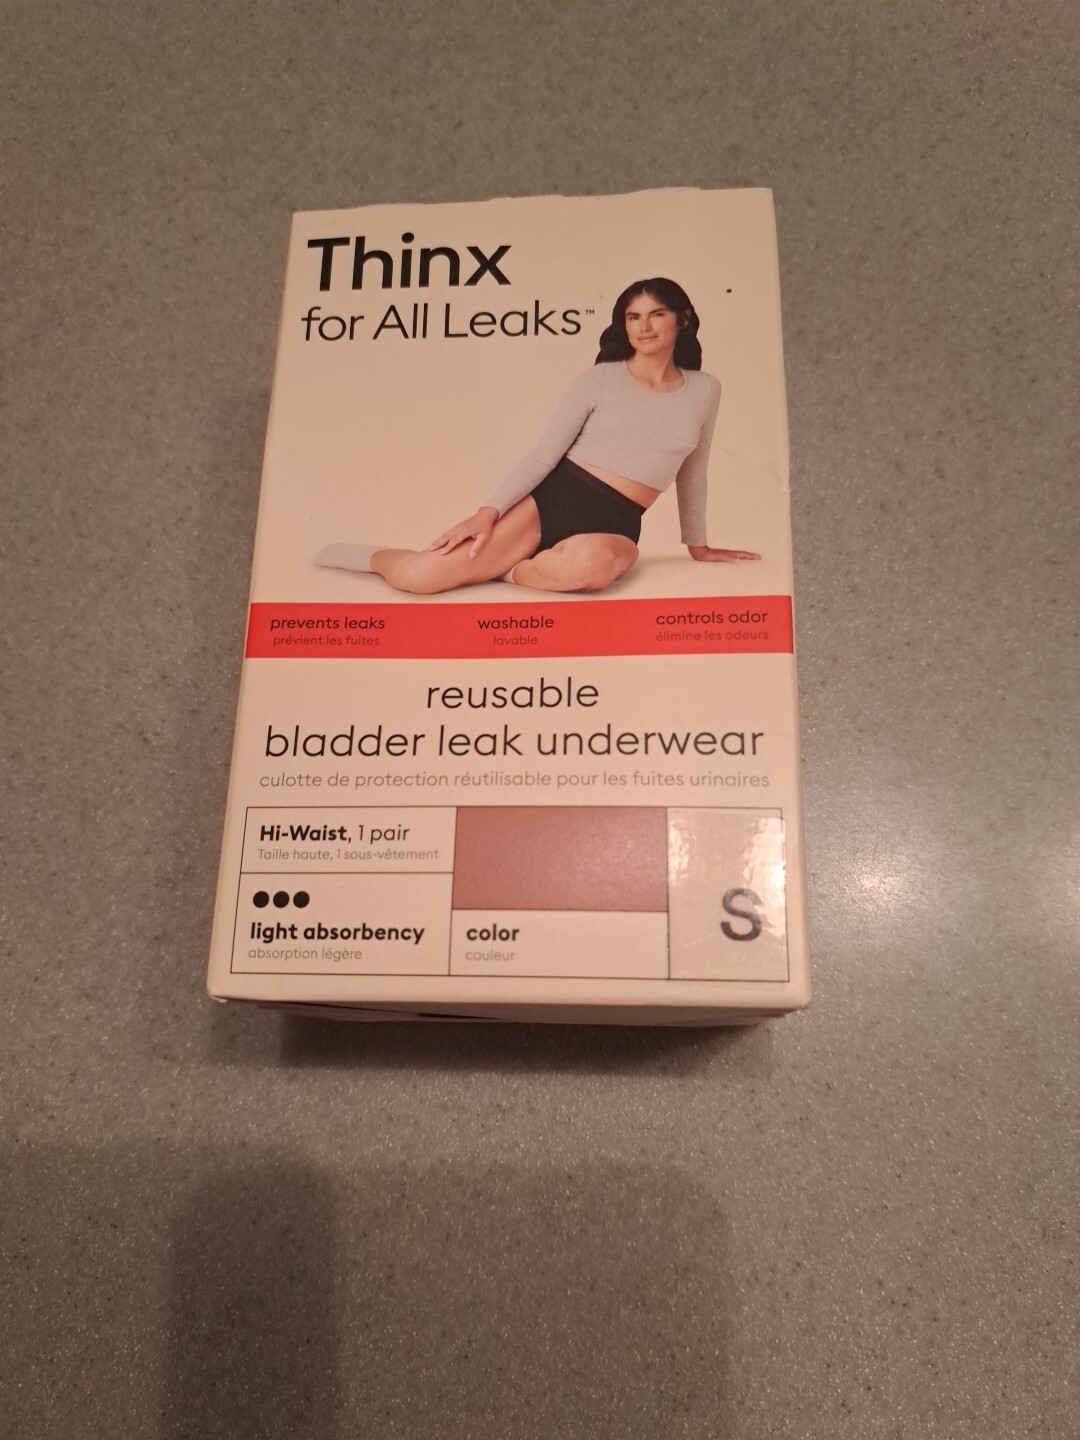 Thinx
for All Leaks™
prevents leaks
prévient les fuites
washable
lavable
controls odor
élimine les odeurs
reusable
bladder leak underwear
culotte de protection réutilisable pour les fuites urinaires
Hi-Waist, 1 pair
Taille haute, 1 sous-vêtement
light absorbency
absorption légère
color
couleur
S